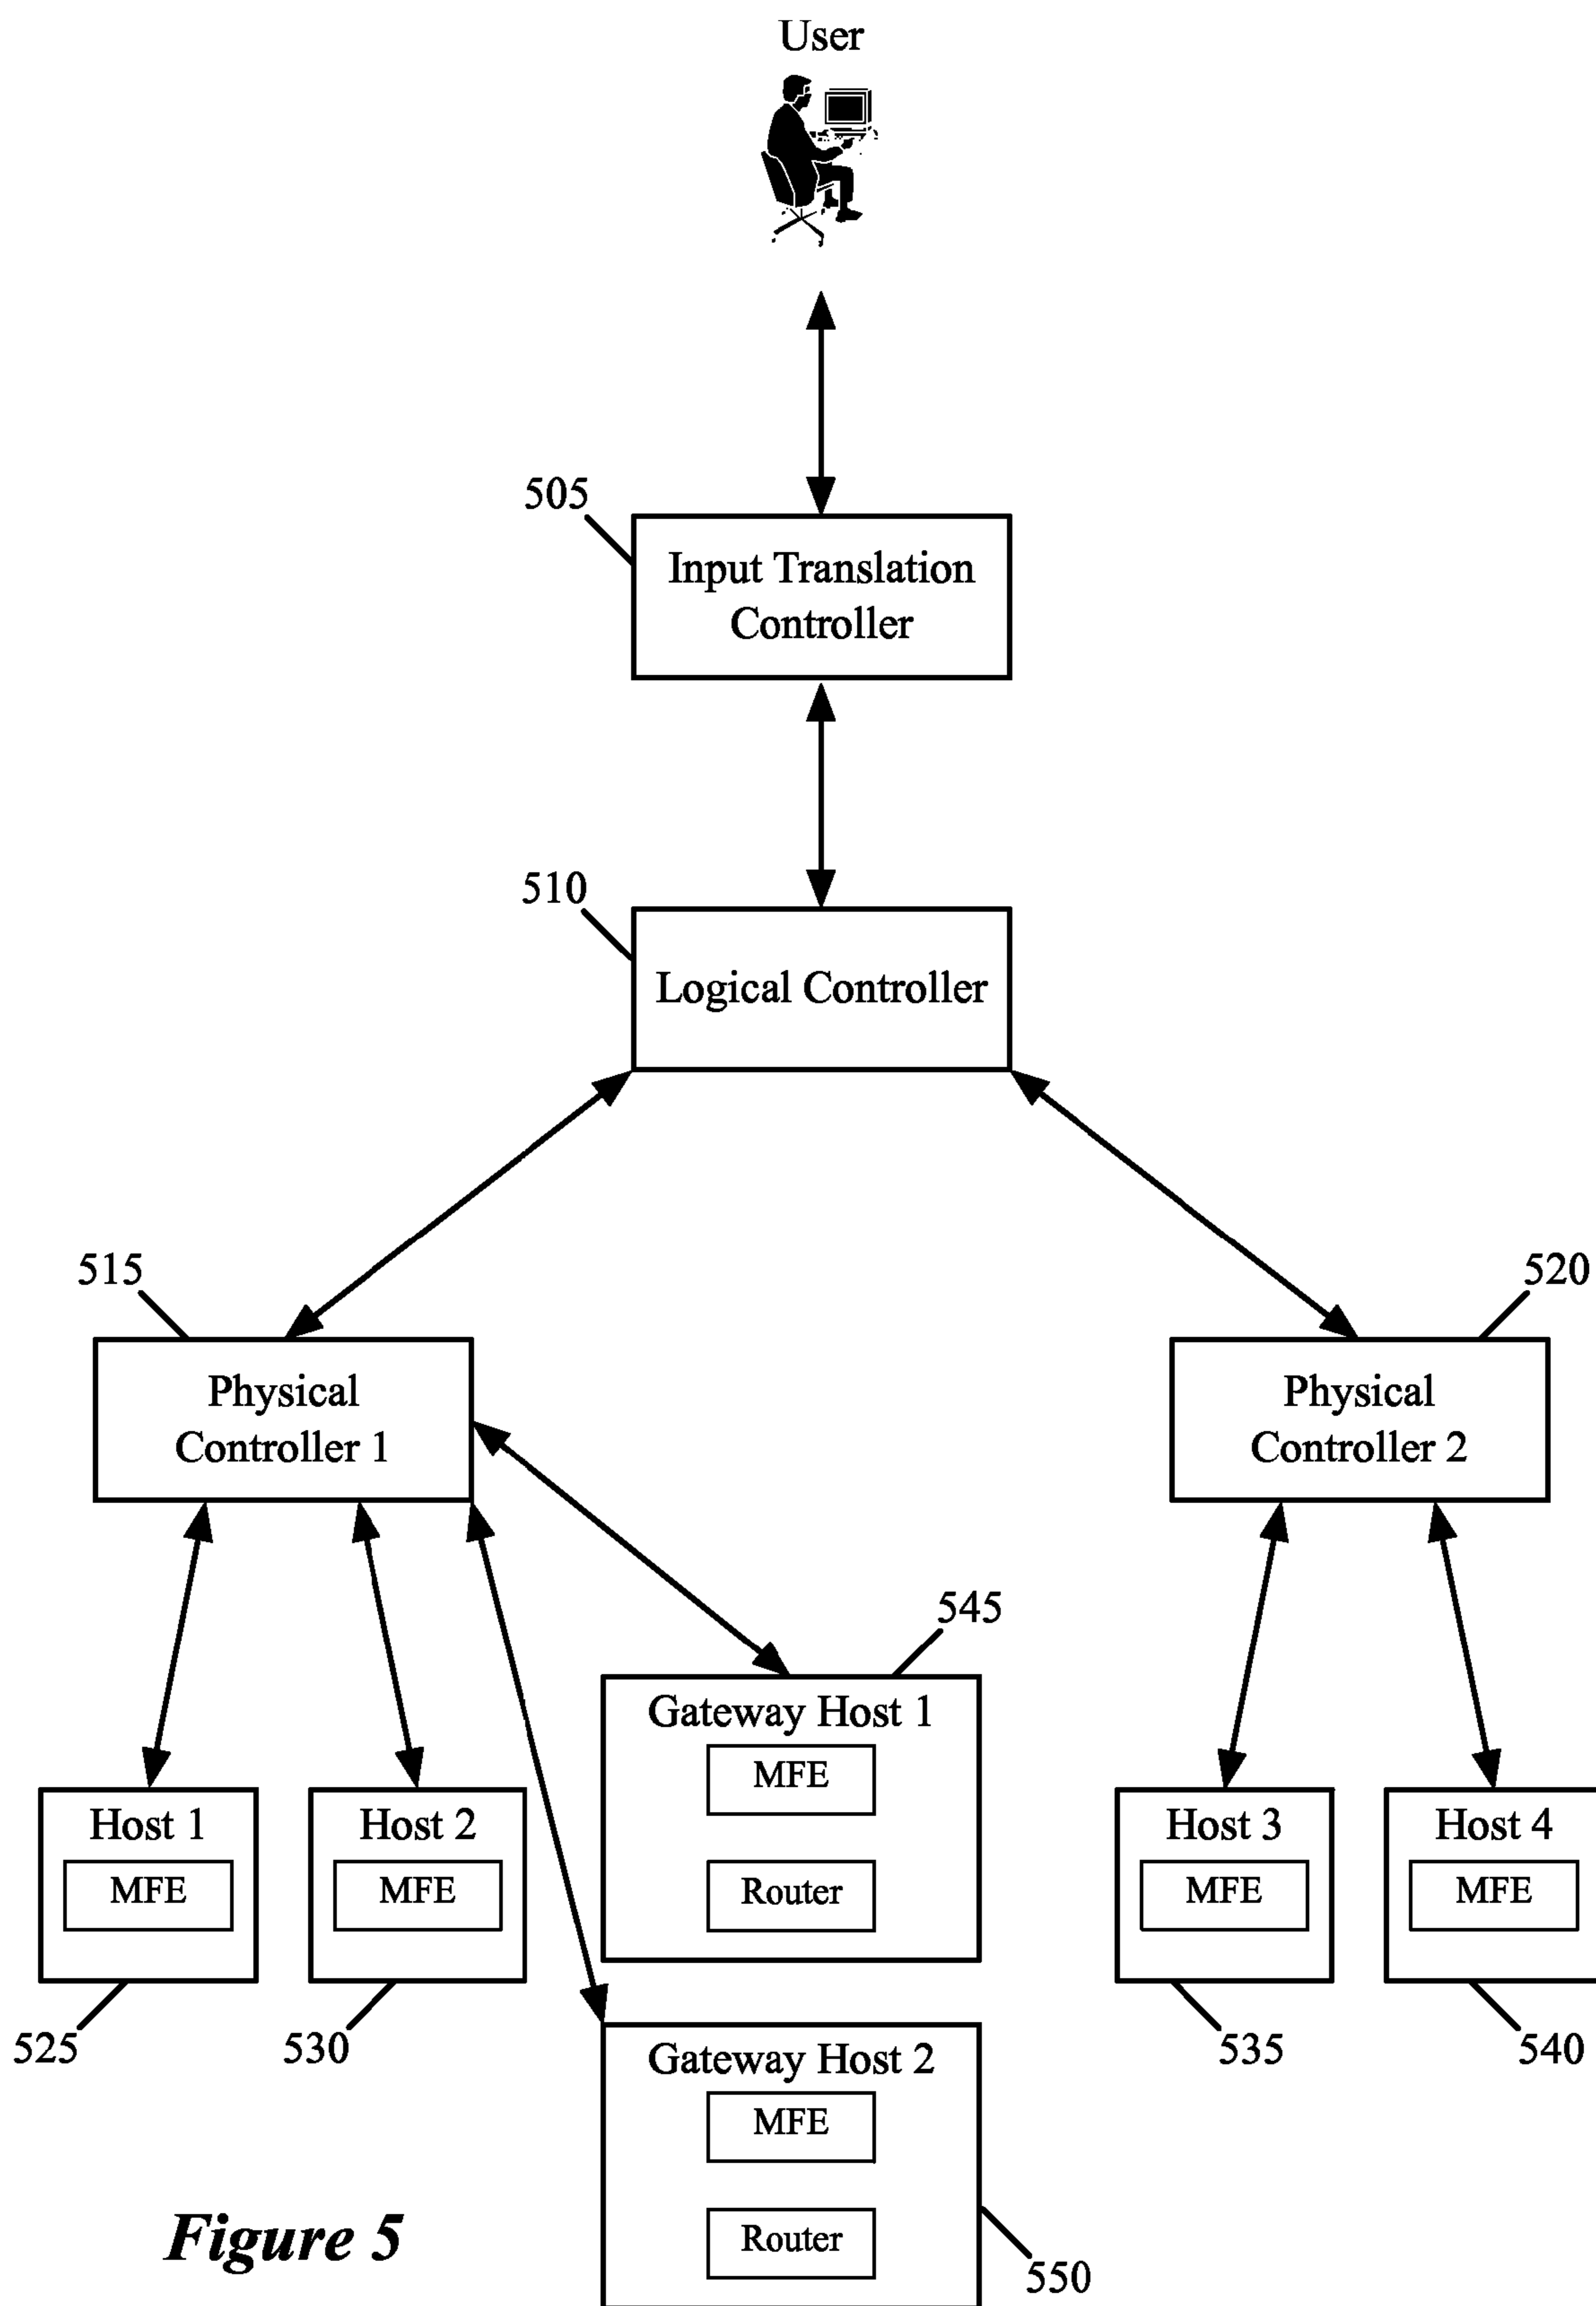 User
505
Input Translation
Controller
510
Logical Controller
515
520
Physical
Controller 1
Physical
Controller 2
545
Gateway Host 1
MFE
Router
Host 1
MFE
Host 2
MFE
Host 3
MFE
Host 4
MFE
525
530
535
540
Gateway Host 2
MFE
Router
550
Figure 5